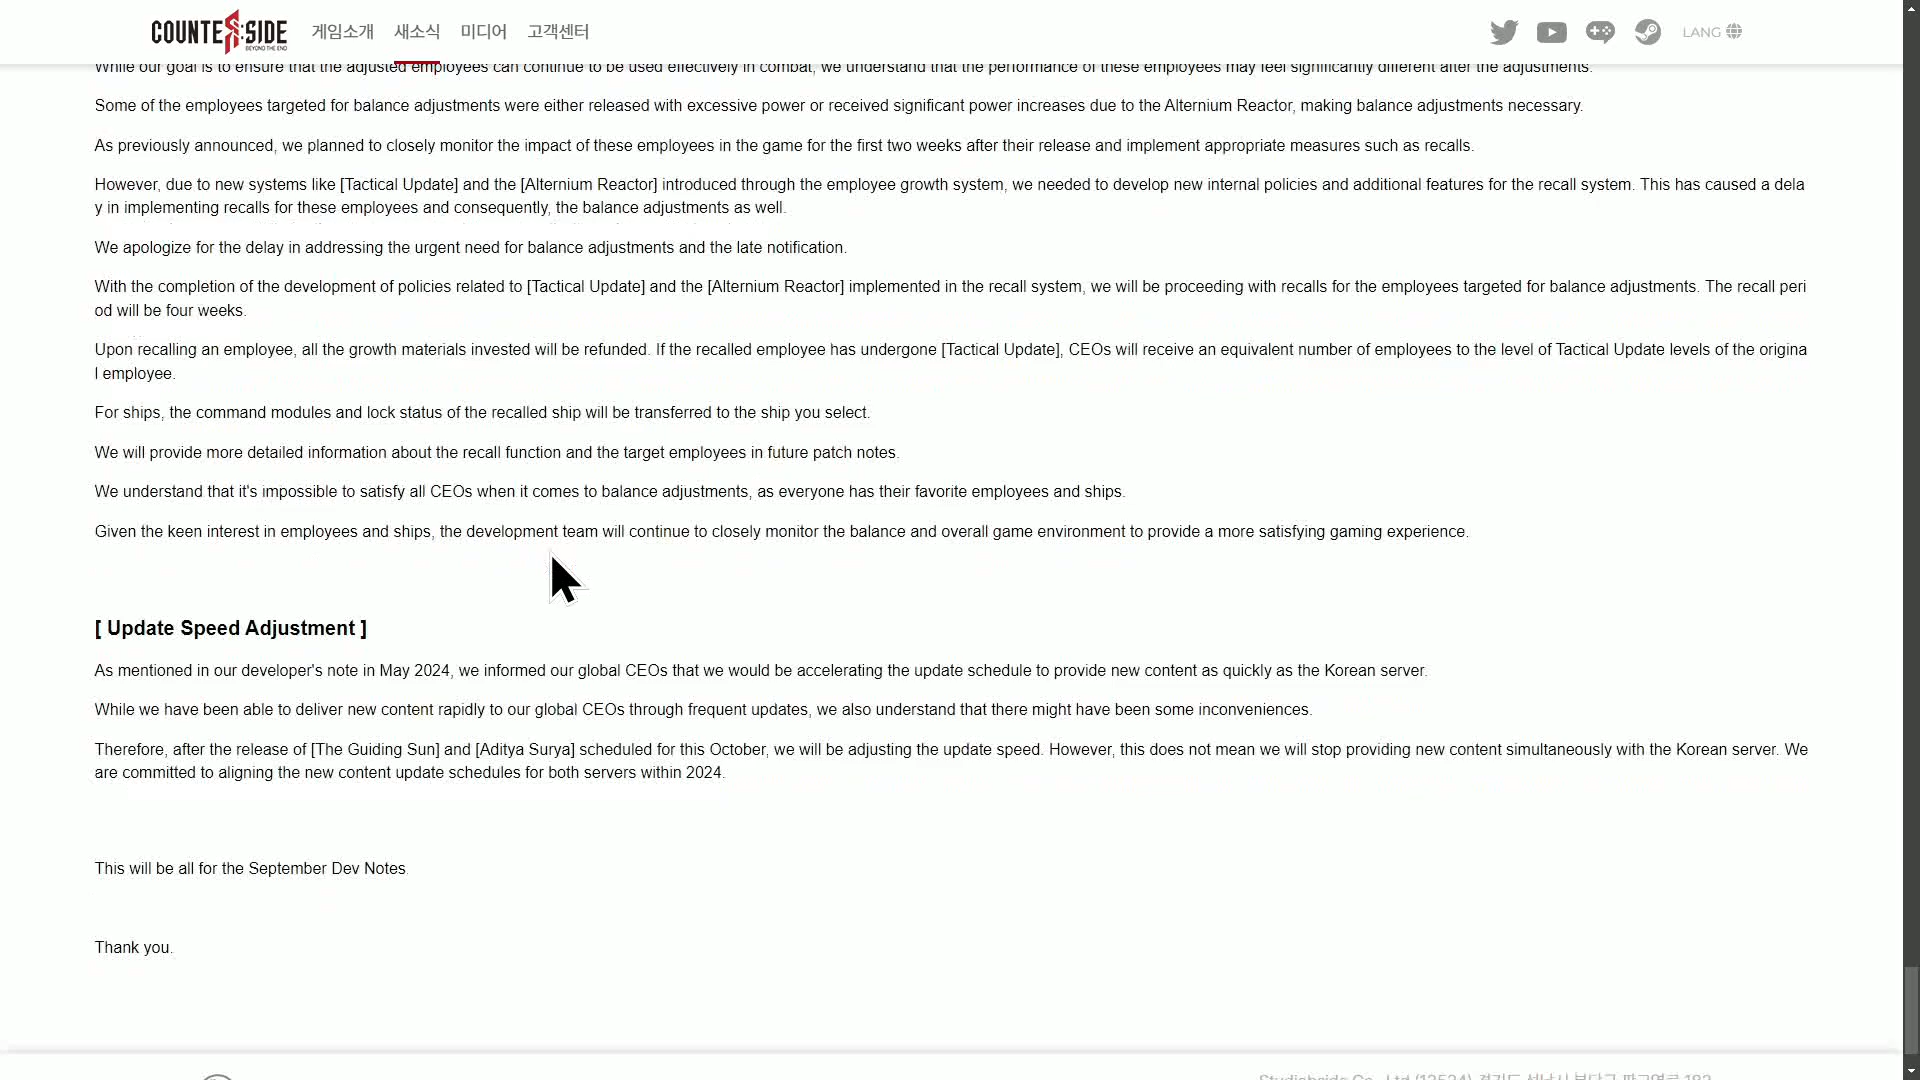 COUNTER:SIDE
BEYOND THE END
게임소개 새소식 미디어 고객센터
LANG
While our goal is to ensure that the adjusted employees can continue to be used effectively in combat, we understand that the performance of these employees may feel significantly different after the adjustments.
Some of the employees targeted for balance adjustments were either released with excessive power or received significant power increases due to the Alternium Reactor, making balance adjustments necessary.
As previously announced, we planned to closely monitor the impact of these employees in the game for the first two weeks after their release and implement appropriate measures such as recalls.
However, due to new systems like [Tactical Update] and the [Alternium Reactor] introduced through the employee growth system, we needed to develop new internal policies and additional features for the recall system. This has caused a dela
y in implementing recalls for these employees and consequently, the balance adjustments as well.
We apologize for the delay in addressing the urgent need for balance adjustments and the late notification.
With the completion of the development of policies related to [Tactical Update] and the [Alternium Reactor] implemented in the recall system, we will be proceeding with recalls for the employees targeted for balance adjustments. The recall peri
od will be four weeks.
Upon recalling an employee, all the growth materials invested will be refunded. If the recalled employee has undergone [Tactical Update], CEOs will receive an equivalent number of employees to the level of Tactical Update levels of the origina
l employee.
For ships, the command modules and lock status of the recalled ship will be transferred to the ship you select.
We will provide more detailed information about the recall function and the target employees in future patch notes.
We understand that it's impossible to satisfy all CEOs when it comes to balance adjustments, as everyone has their favorite employees and ships.
Given the keen interest in employees and ships, the development team will continue to closely monitor the balance and overall game environment to provide a more satisfying gaming experience.
[ Update Speed Adjustment ]
As mentioned in our developer's note in May 2024, we informed our global CEOs that we would be accelerating the update schedule to provide new content as quickly as the Korean server.
While we have been able to deliver new content rapidly to our global CEOs through frequent updates, we also understand that there might have been some inconveniences.
Therefore, after the release of [The Guiding Sun] and [Aditya Surya] scheduled for this October, we will be adjusting the update speed. However, this does not mean we will stop providing new content simultaneously with the Korean server. We
are committed to aligning the new content update schedules for both servers within 2024.
This will be all for the September Dev Notes.
Thank you.